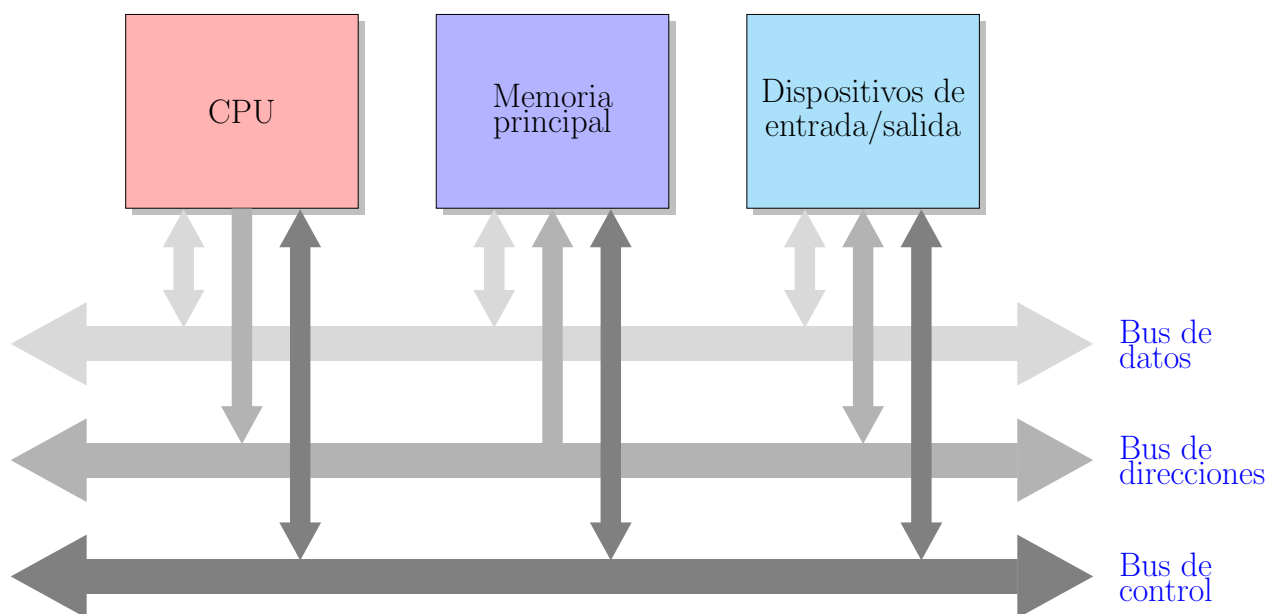 CPU
Memoria
principal
Dispositivos de
entrada/salida
Bus de
datos
Bus de
direcciones
Bus de
control